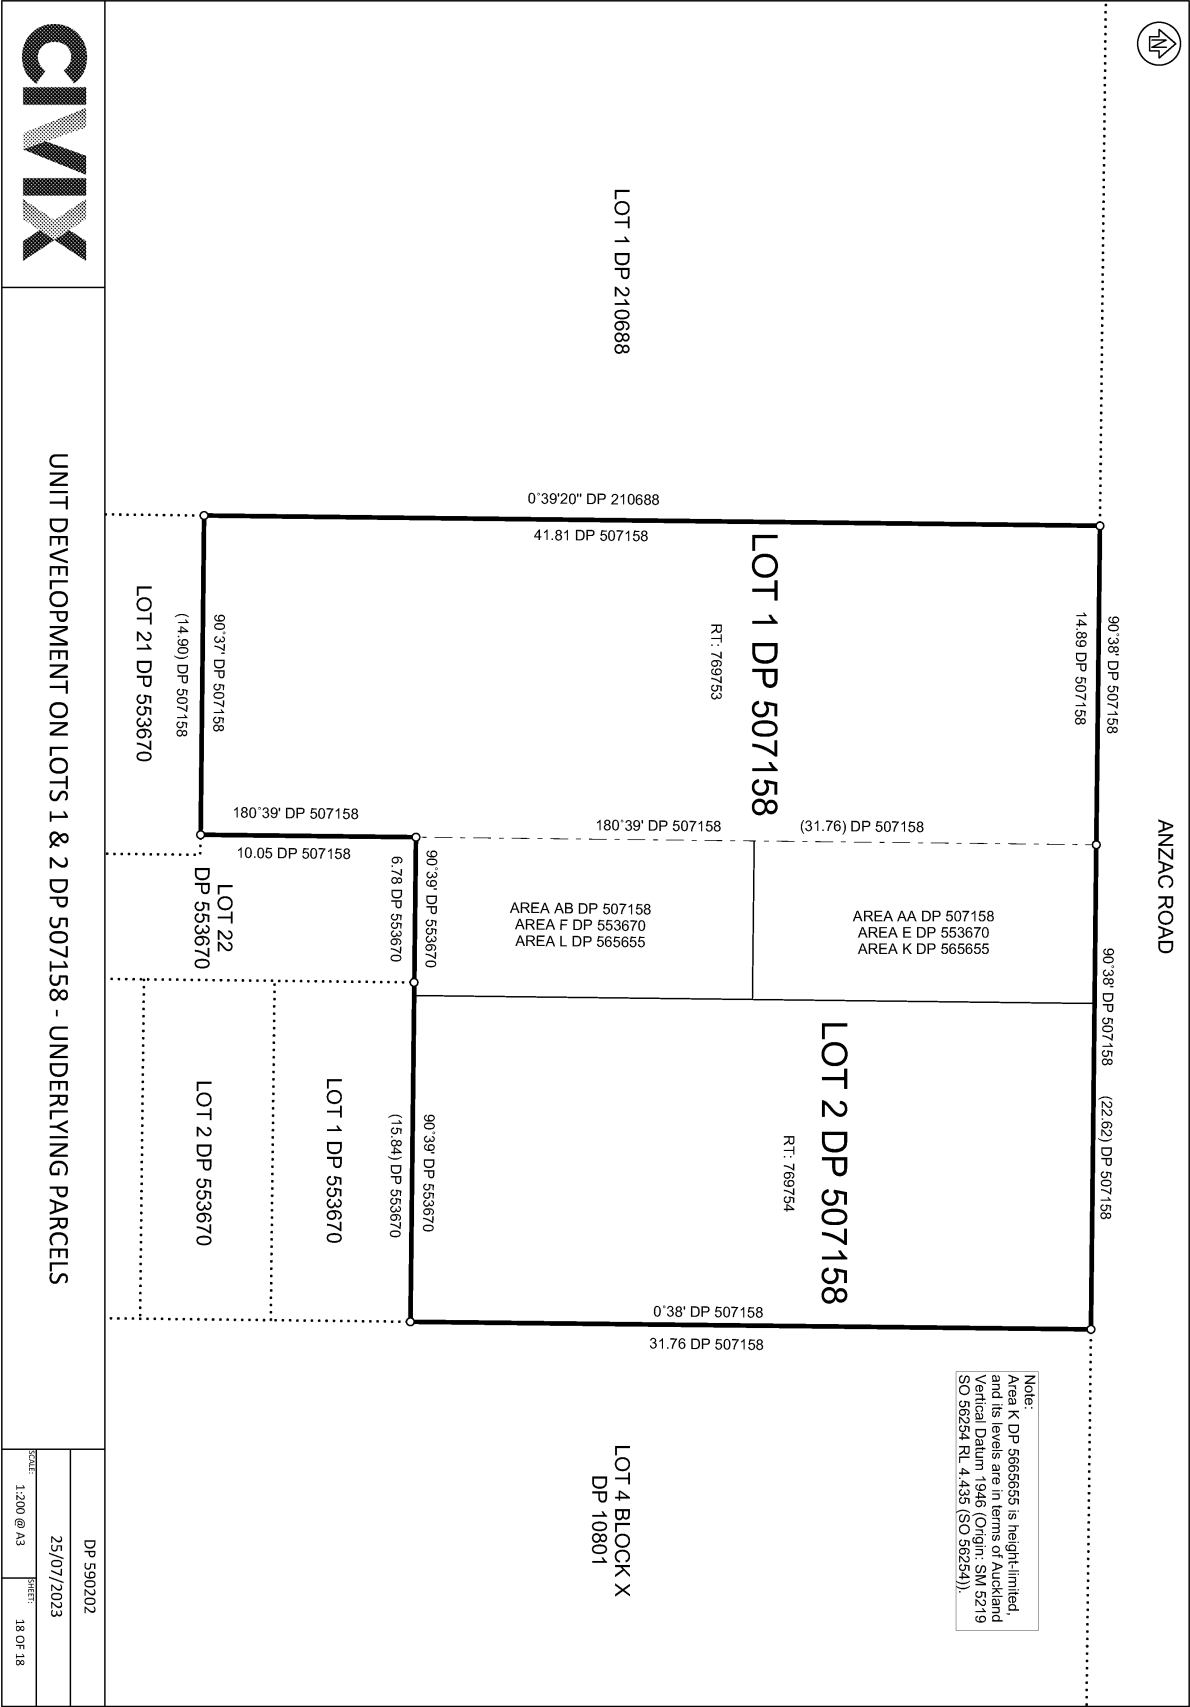 N
ANZAC ROAD
90°38' DP 507158
14.89 DP 507158
90°38' DP 507158
(22.62) DP 507158
LOT 1 DP 210688
0°39'20" DP 210688
41.81 DP 507158
LOT 1 DP 507158
RT: 769753
180°39' DP 507158
(31.76) DP 507158
AREA AA DP 507158
AREA E DP 553670
AREA K DP 565655
AREA AB DP 507158
AREA F DP 553670
AREA L DP 565655
LOT 2 DP 507158
RT: 769754
0°38' DP 507158
31.76 DP 507158
Note:
Area K DP 5665655 is height-limited,
and its levels are in terms of Auckland
Vertical Datum 1946 (Origin: SM 5219
SO 56254 RL 4.435 (SO 56254)).
LOT 4 BLOCK X
DP 10801
90°39' DP 553670
6.78 DP 553670
90°39' DP 553670
(15.84) DP 553670
180°39' DP 507158
10.05 DP 507158
90°37' DP 507158
(14.90) DP 507158
LOT 21 DP 553670
LOT 22
DP 553670
LOT 1 DP 553670
LOT 2 DP 553670
CIVIX
UNIT DEVELOPMENT ON LOTS 1 & 2 DP 507158 - UNDERLYING PARCELS
DP 590202
25/07/2023
SCALE:
1:200 @ A3
SHEET:
18 OF 18